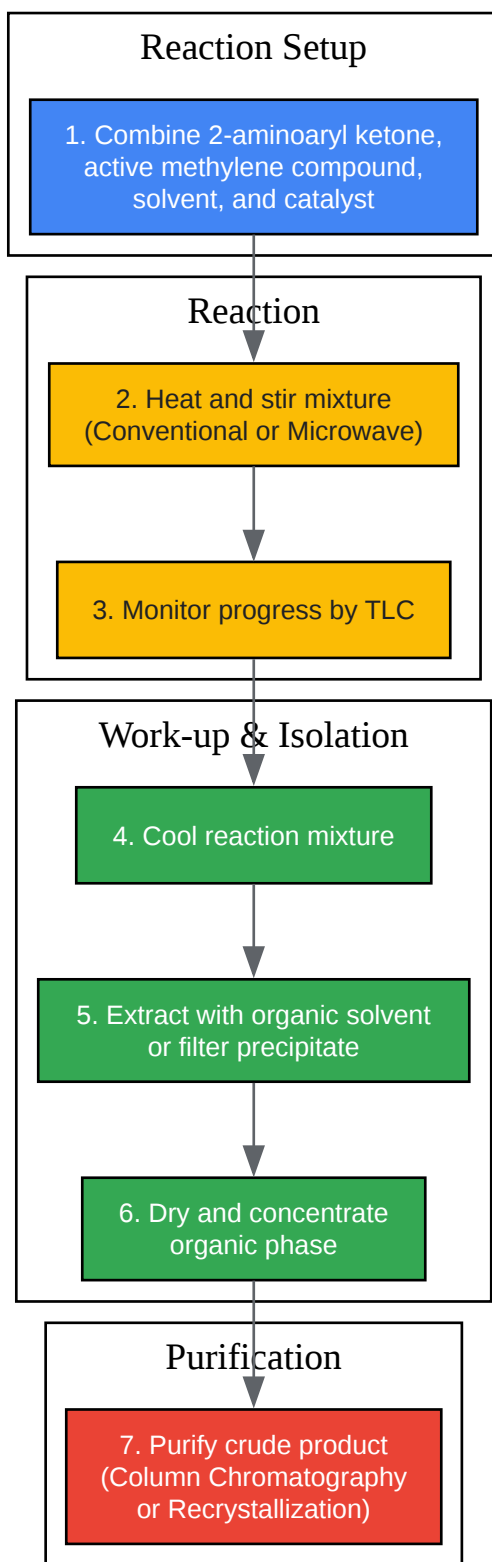 Reaction Setup
1. Combine 2-aminoaryl ketone,
active methylene compound,
solvent, and catalyst
Reaction
2. Heat and stir mixture
(Conventional or Microwave)
3. Monitor progress by TLC
Work-up & Isolation
4. Cool reaction mixture
5. Extract with organic solvent
or filter precipitate
6. Dry and concentrate
organic phase
Purification
7. Purify crude product
(Column Chromatography
or Recrystallization)